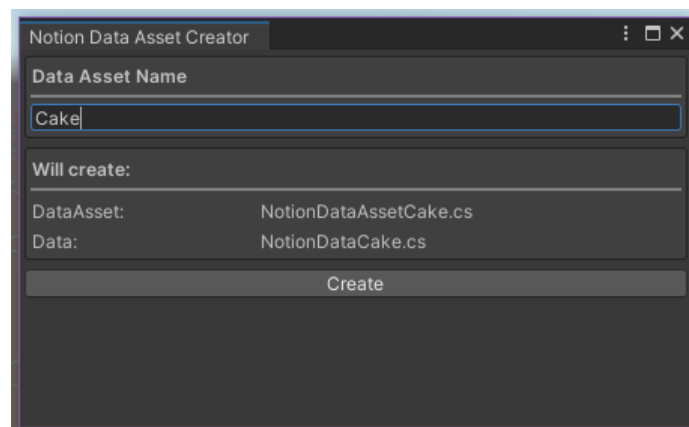 Notion Data Asset Creator
Data Asset Name
Cake
Will create:
DataAsset: NotionDataAssetCake.cs
Data: NotionDataCake.cs
Create